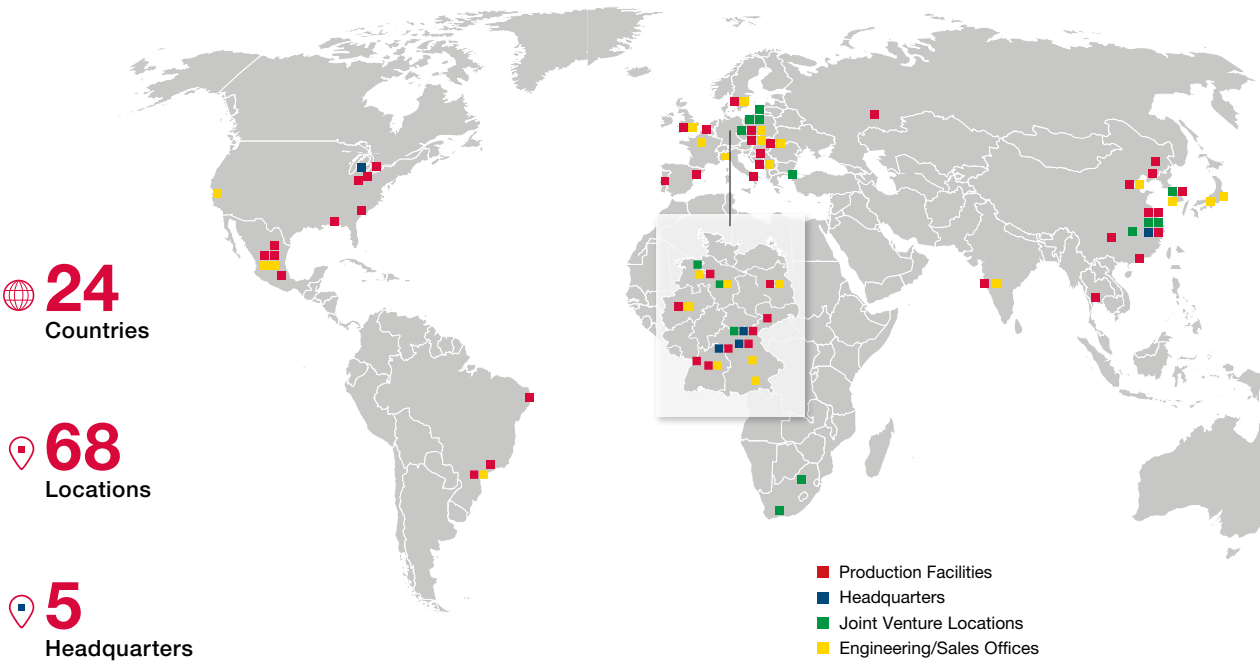 24
Countries
68
Locations
5
Headquarters
Production Facilities
Headquarters
Joint Venture Locations
Engineering/Sales Offices